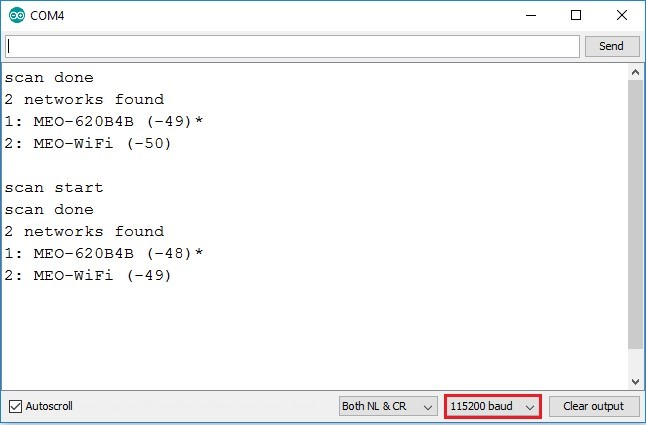 COM4
Send
scan done
2 networks found
1: MEO-620B4B (-49)*
2: MEO-WiFi (-50)
scan start
scan done
2 networks found
1: MEO-620B4B (-48)*
2: MEO-WiFi (-49)
Autoscroll
Both NL & CR
115200 baud
Clear output